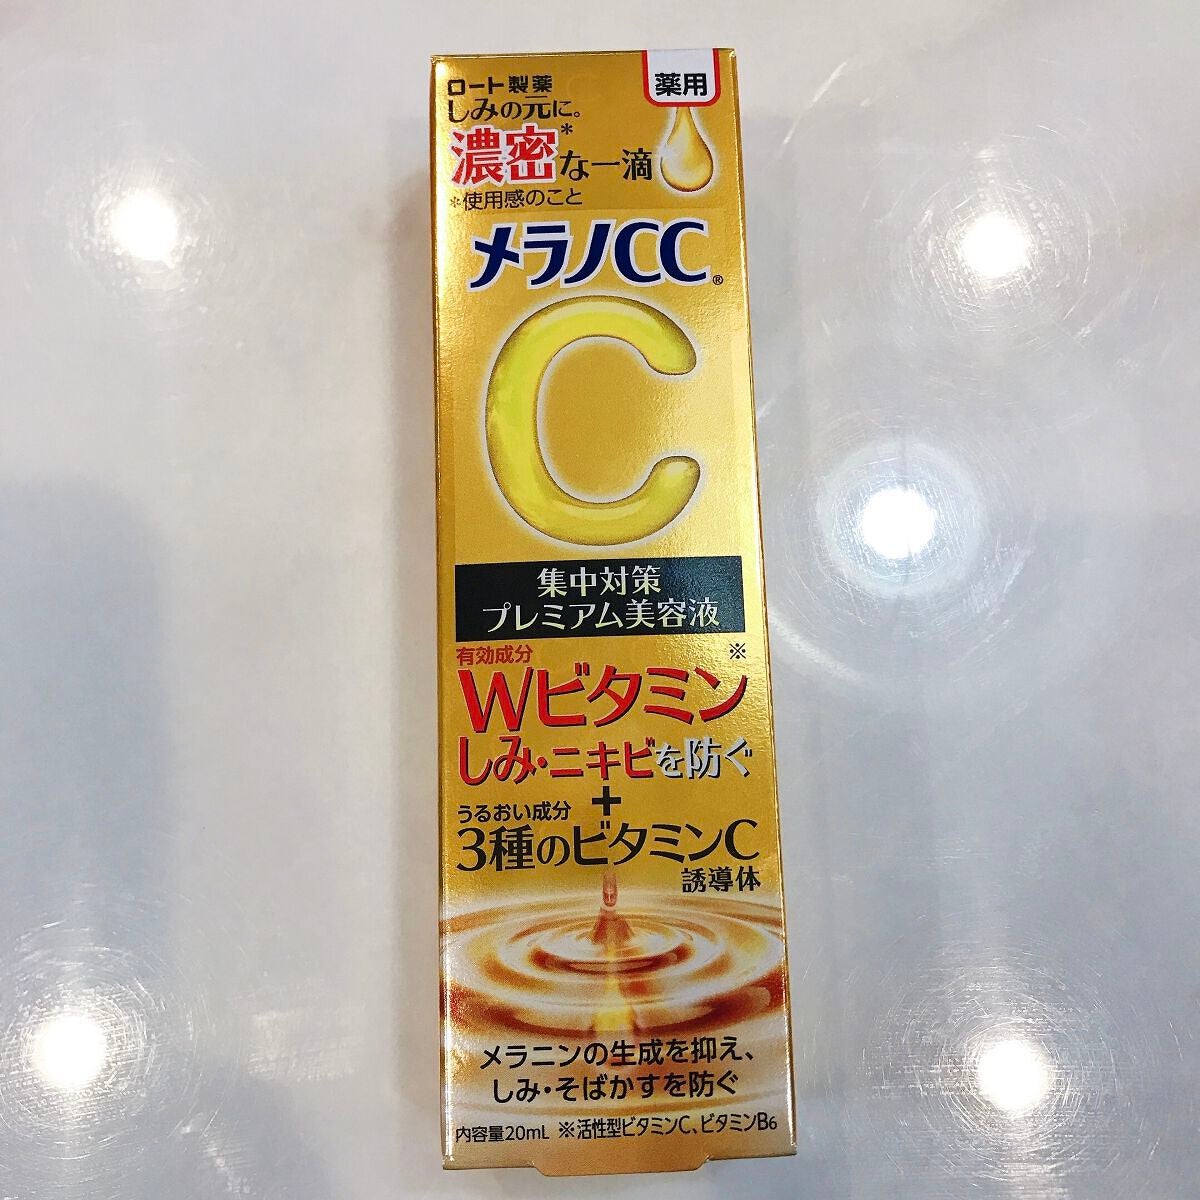 ロート製薬
薬用
しみの元に。
濃密*な一滴
*使用感のこと
メラノCC®
C
集中対策
プレミアム美容液
有効成分
Wビタミン※
しみ・ニキビを防ぐ
+
うるおい成分
3種のビタミンC
誘導体
メラニンの生成を抑え、
しみ・そばかすを防ぐ
内容量20mL ※活性型ビタミンC、ビタミンB6